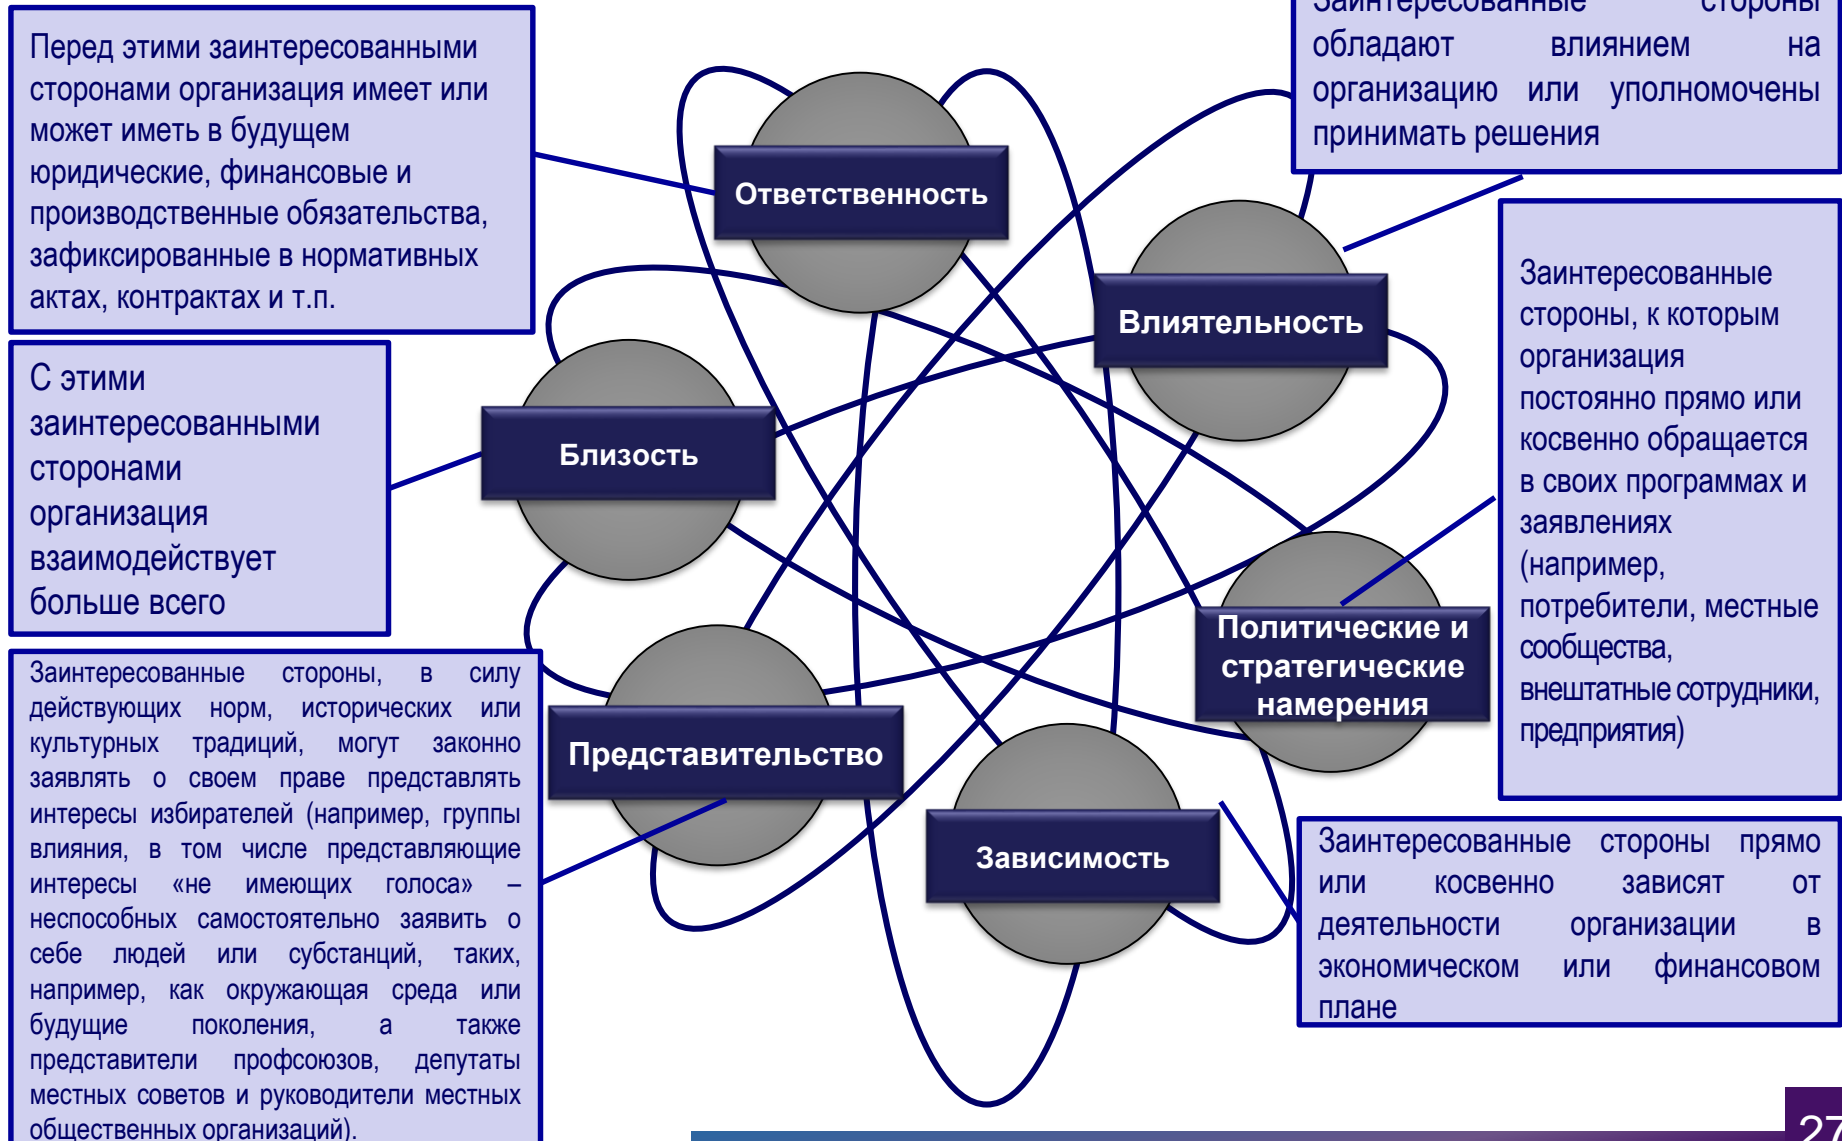 Перед этими заинтересованными
сторонами организация имеет или
может иметь в будущем
юридические, финансовые и
производственные обязательства,
зафиксированные в нормативных
актах, контрактах и т.п.
Заинтересованные стороны
обладают влиянием на
организацию или уполномочены
принимать решения
Ответственность
Влиятельность
Заинтересованные
стороны, к которым
организация
постоянно прямо или
косвенно обращается
в своих программах и
заявлениях
(например,
потребители, местные
сообщества,
внештатные сотрудники,
предприятия)
С этими
заинтересованными
сторонами
организация
взаимодействует
больше всего
Близость
Политические и
стратегические
намерения
Заинтересованные стороны, в силу
действующих норм, исторических или
культурных традиций, могут законно
заявлять о своем праве представлять
интересы избирателей (например, группы
влияния, в том числе представляющие
интересы «не имеющих голоса» –
неспособных самостоятельно заявить о
себе людей или субстанций, таких,
например, как окружающая среда или
будущие поколения, а также
представители профсоюзов, депутаты
местных советов и руководители местных
общественных организаций).
Представительство
Зависимость
Заинтересованные стороны прямо
или косвенно зависят от
деятельности организации в
экономическом или финансовом
плане
27